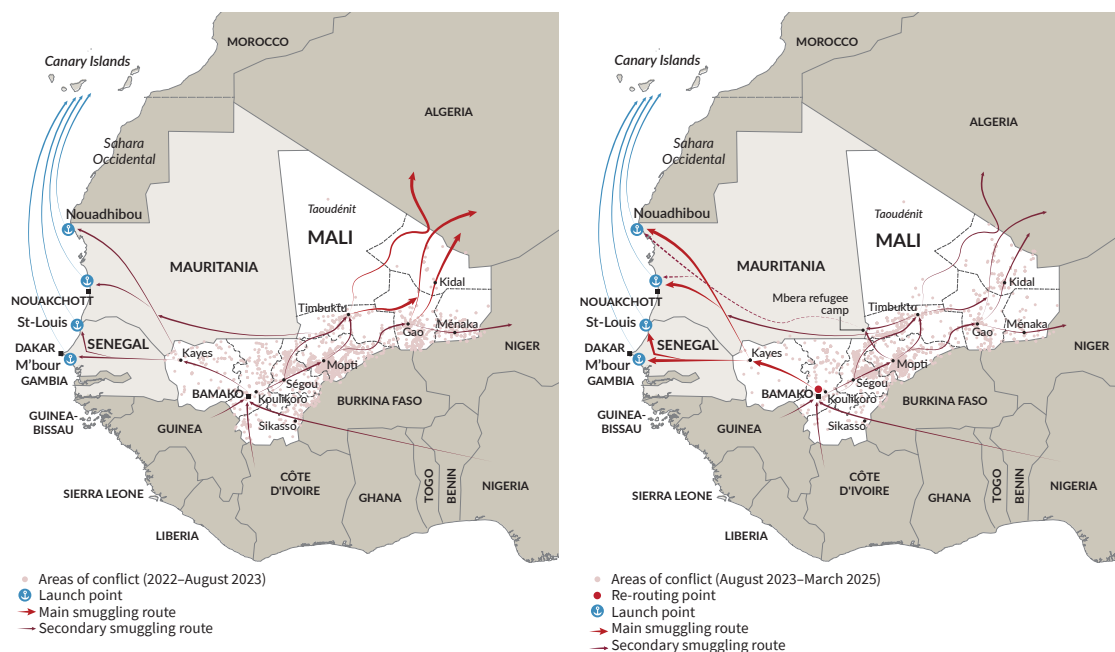 MOROCCO
Canary Islands
ALGERIA
Sahara
Occidental
Taoudénit
Nouadhibou
MALI
MAURITANIA
Kidal
NOUAKCHOTT
Timbuktu
St-Louis
Gao
Ménaka
SENEGAL
DAKAR
NIGER
M'bour
Kayes
Mopti
GAMBIA
Ségou
BAMAKO
Koulikoro
BURKINA FASO
GUINEA-
BISSAU
GUINEA
Sikasso
CÔTE
D'IVOIRE
GHANA
TOGO
BENIN
NIGERIA
SIERRA LEONE
LIBERIA
Areas of conflict (2022–August 2023)
Launch point
Main smuggling route
Secondary smuggling route
MOROCCO
Canary Islands
ALGERIA
Sahara
Occidental
Taoudénit
Nouadhibou
MALI
MAURITANIA
Kidal
Mbera refugee
camp
NOUAKCHOTT
Timbuktu
St-Louis
Gao
Ménaka
SENEGAL
DAKAR
NIGER
M'bour
Kayes
Mopti
GAMBIA
Ségou
BAMAKO
Koulikoro
BURKINA FASO
GUINEA-
BISSAU
GUINEA
Sikasso
CÔTE
D'IVOIRE
GHANA
TOGO
BENIN
NIGERIA
SIERRA LEONE
LIBERIA
Areas of conflict (August 2023–March 2025)
Re-routing point
Launch point
Main smuggling route
Secondary smuggling route